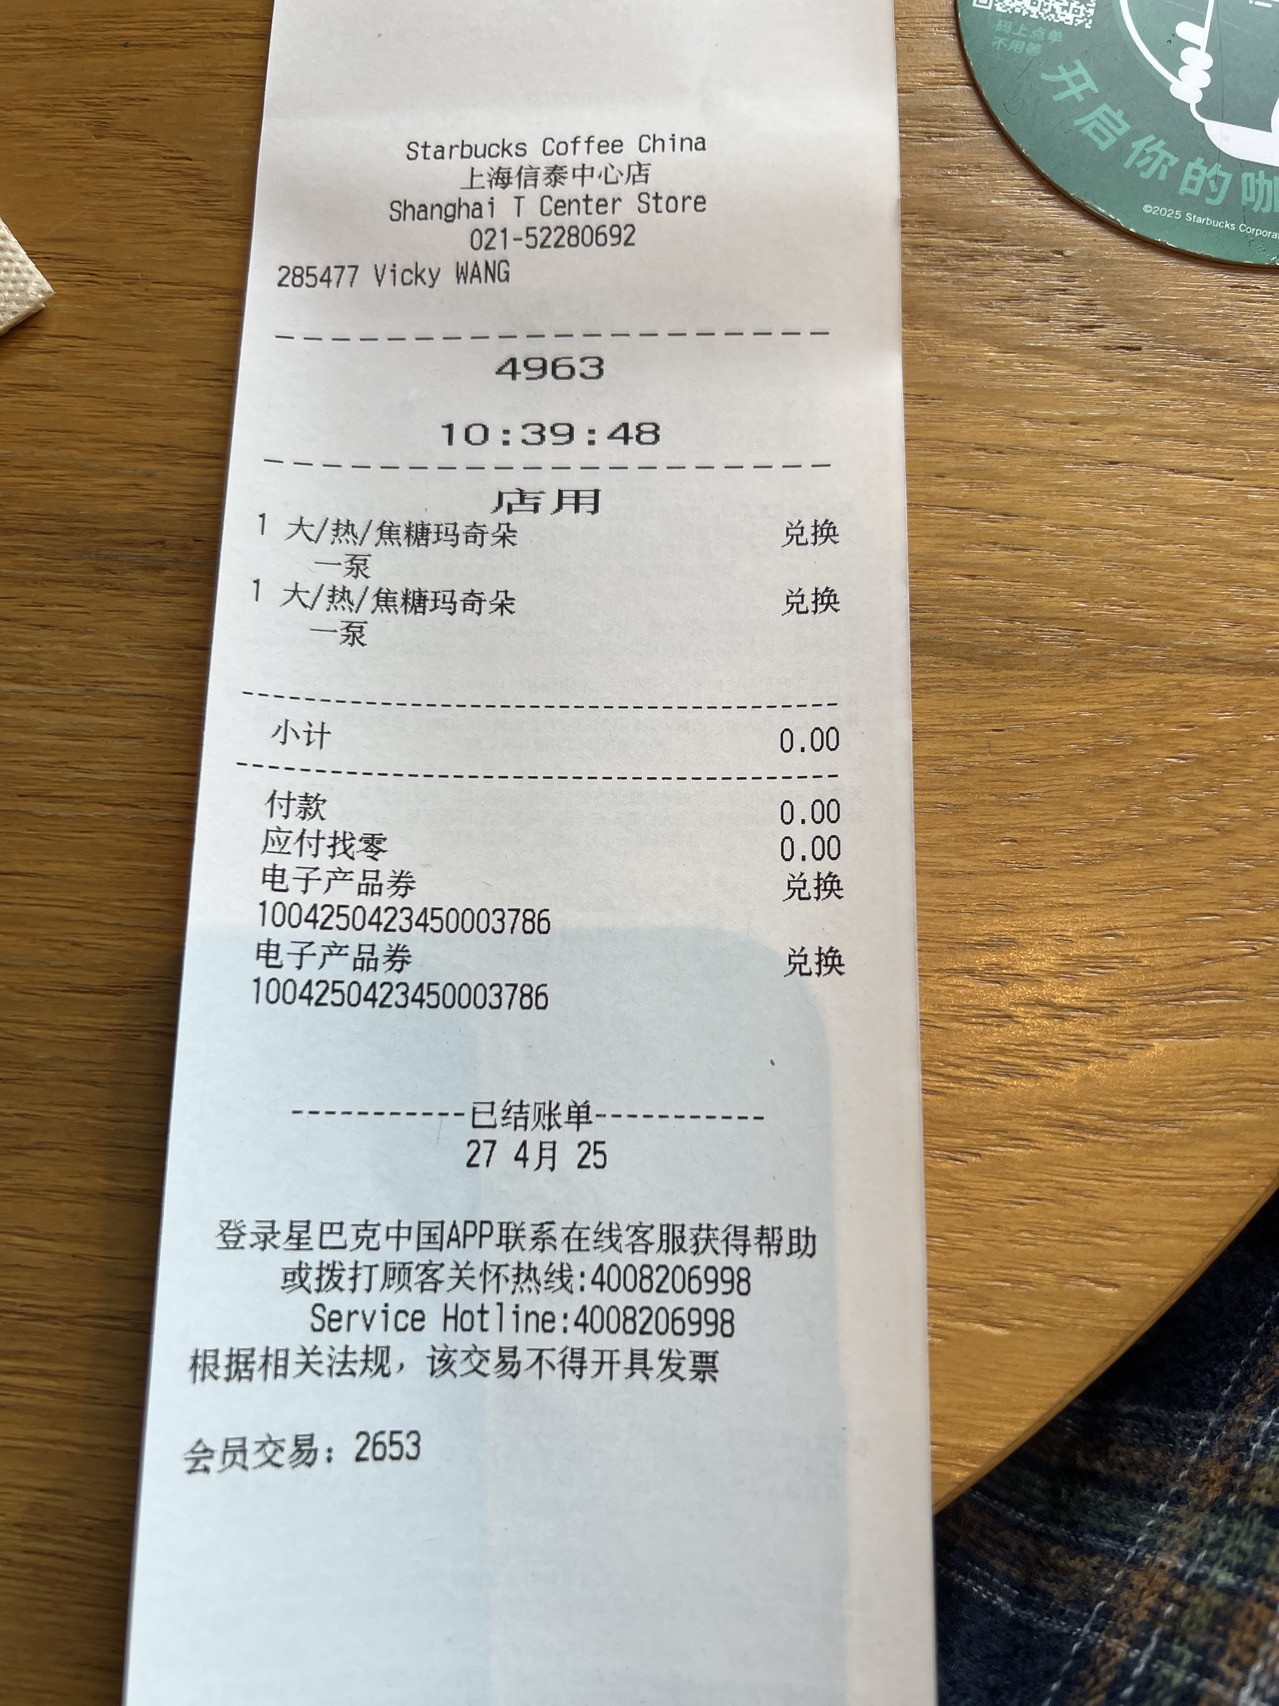 Starbucks Coffee China
上海信泰中心店
Shanghai T Center Store
021-52280692
285477 Vicky WANG
4963
10:39:48
店用
1 大/热/焦糖玛奇朵 兑换
一泵
1 大/热/焦糖玛奇朵 兑换
一泵
小计 0.00
付款 0.00
应付找零 0.00
电子产品券 兑换
1004250423450003786
电子产品券 兑换
1004250423450003786
-----------已结账单-----------
27 4月 25
登录星巴克中国APP联系在线客服获得帮助
或拨打顾客关怀热线:4008206998
Service Hotline:4008206998
根据相关法规，该交易不得开具发票
会员交易：2653
码上点单
不用等
开启你的咖
©2025 Starbucks